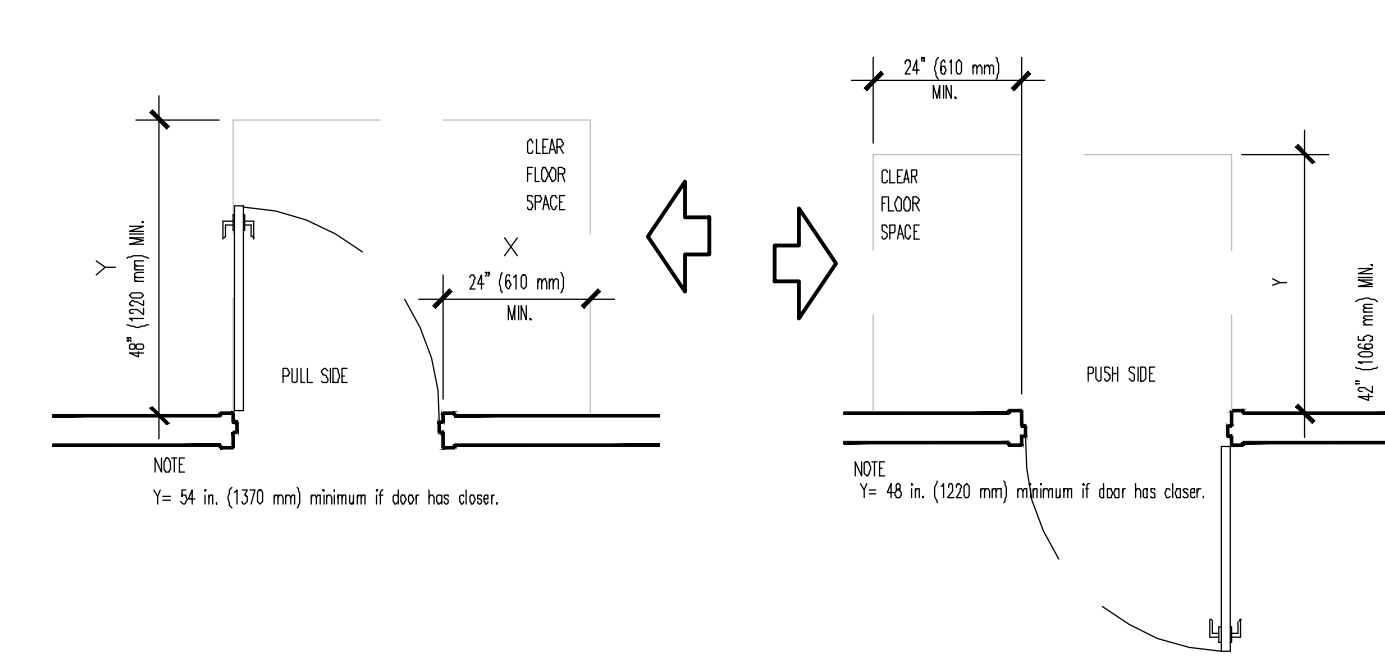 24" (610 mm)
MIN.
CLEAR
FLOOR
SPACE
X
24" (610 mm)
MIN.
Y
48" (1220 mm) MIN.
PULL SIDE
NOTE
Y= 54 in. (1370 mm) minimum if door has closer.
CLEAR
FLOOR
SPACE
Y
42" (1065 mm) MIN.
PUSH SIDE
NOTE
Y= 48 in. (1220 mm) minimum if door has closer.